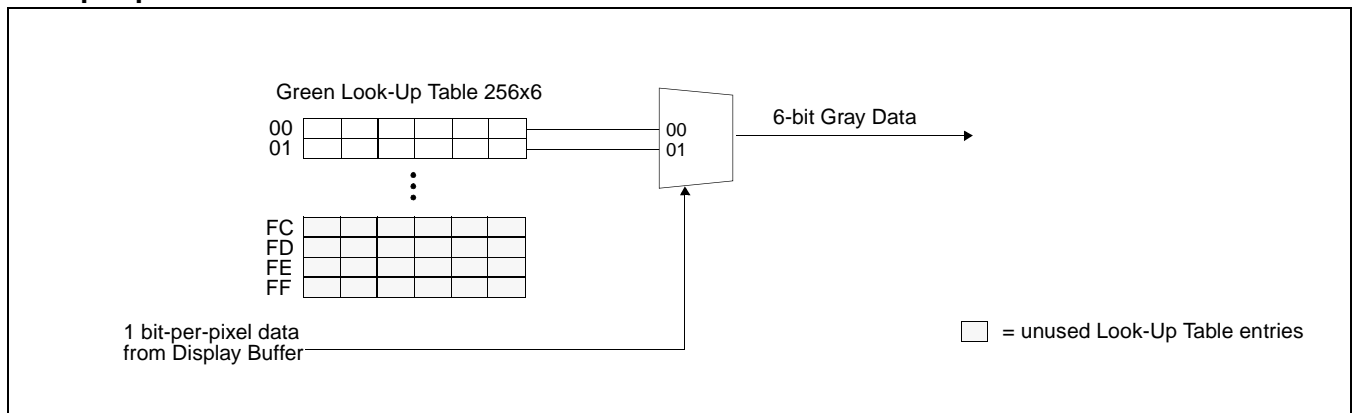 Green Look-Up Table 256x6
00
01
00
01
6-bit Gray Data
FC
FD
FE
FF
1 bit-per-pixel data
from Display Buffer
= unused Look-Up Table entries